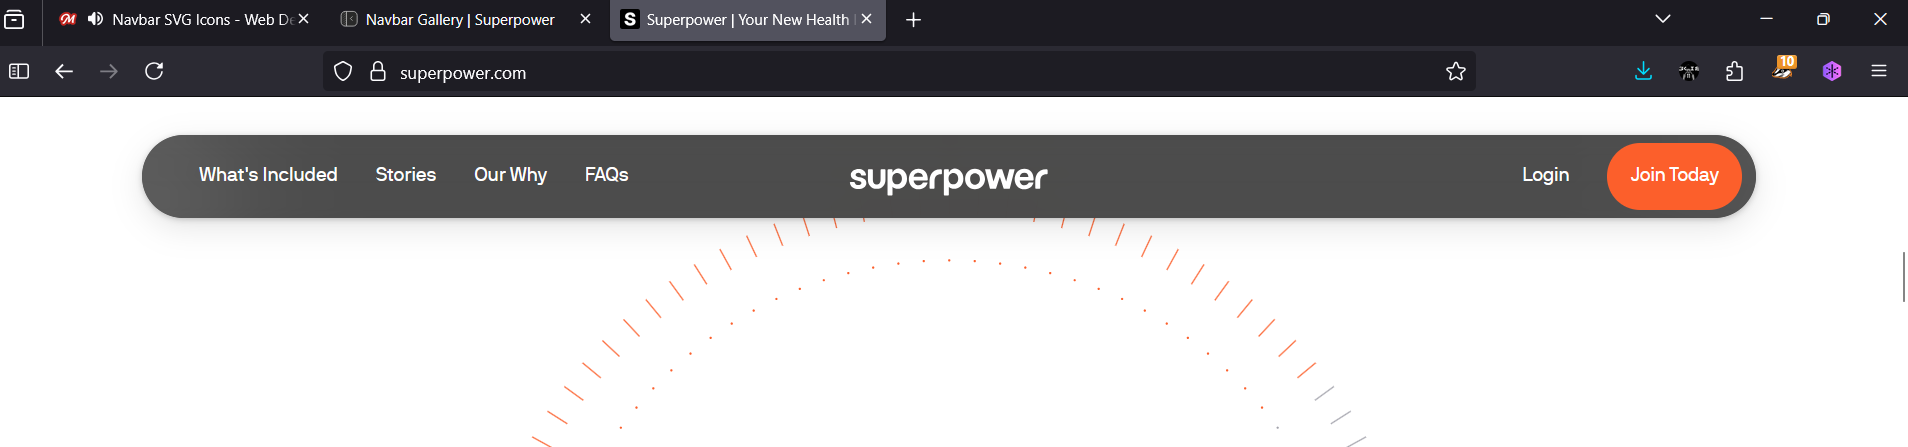 Navbar SVG Icons - Web De
Navbar Gallery | Superpower
S Superpower | Your New Health
superpower.com
10
What's Included Stories Our Why FAQs superpower Login Join Today